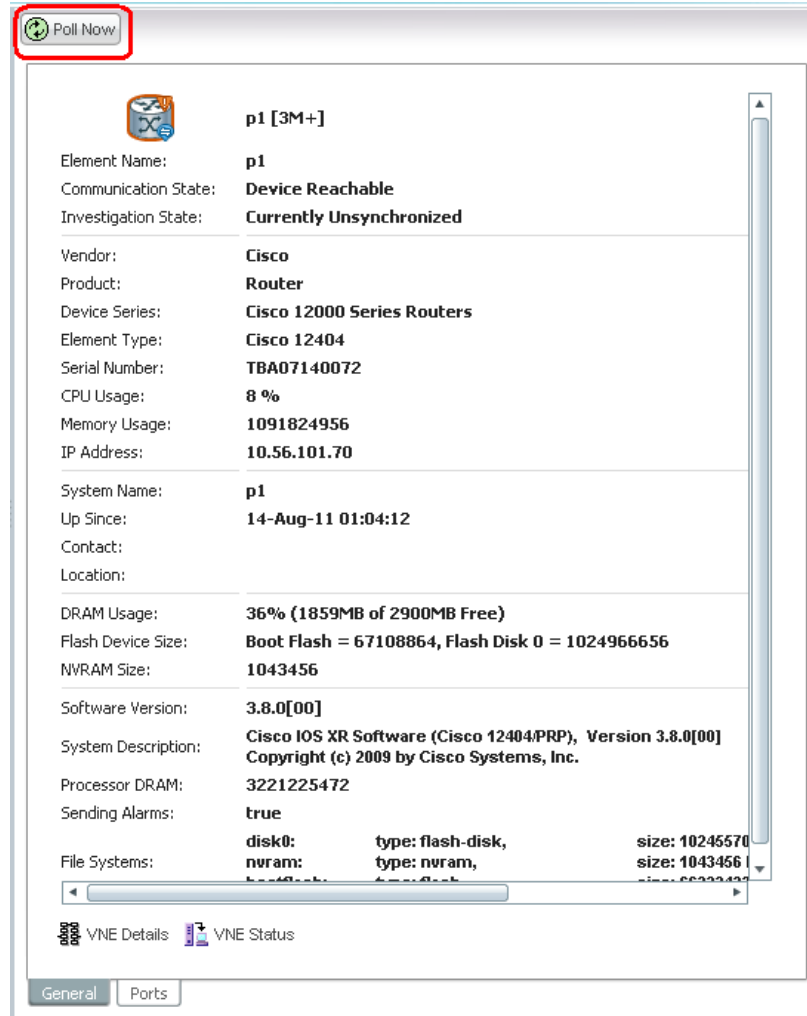 Poll Now
p1 [3M+]
Element Name: p1
Communication State: Device Reachable
Investigation State: Currently Unsynchronized
Vendor: Cisco
Product: Router
Device Series: Cisco 12000 Series Routers
Element Type: Cisco 12404
Serial Number: TBA07140072
CPU Usage: 8 %
Memory Usage: 1091824956
IP Address: 10.56.101.70
System Name: p1
Up Since: 14-Aug-11 01:04:12
Contact:
Location:
DRAM Usage: 36% (1859MB of 2900MB Free)
Flash Device Size: Boot Flash = 67108864, Flash Disk 0 = 1024966656
NVRAM Size: 1043456
Software Version: 3.8.0[00]
System Description: Cisco IOS XR Software (Cisco 12404/PRP), Version 3.8.0[00]
Copyright (c) 2009 by Cisco Systems, Inc.
Processor DRAM: 3221225472
Sending Alarms: true
disk0: type: flash-disk, size: 10245570
File Systems: nvram: type: nvram, size: 1043456
VNE Details VNE Status
General Ports